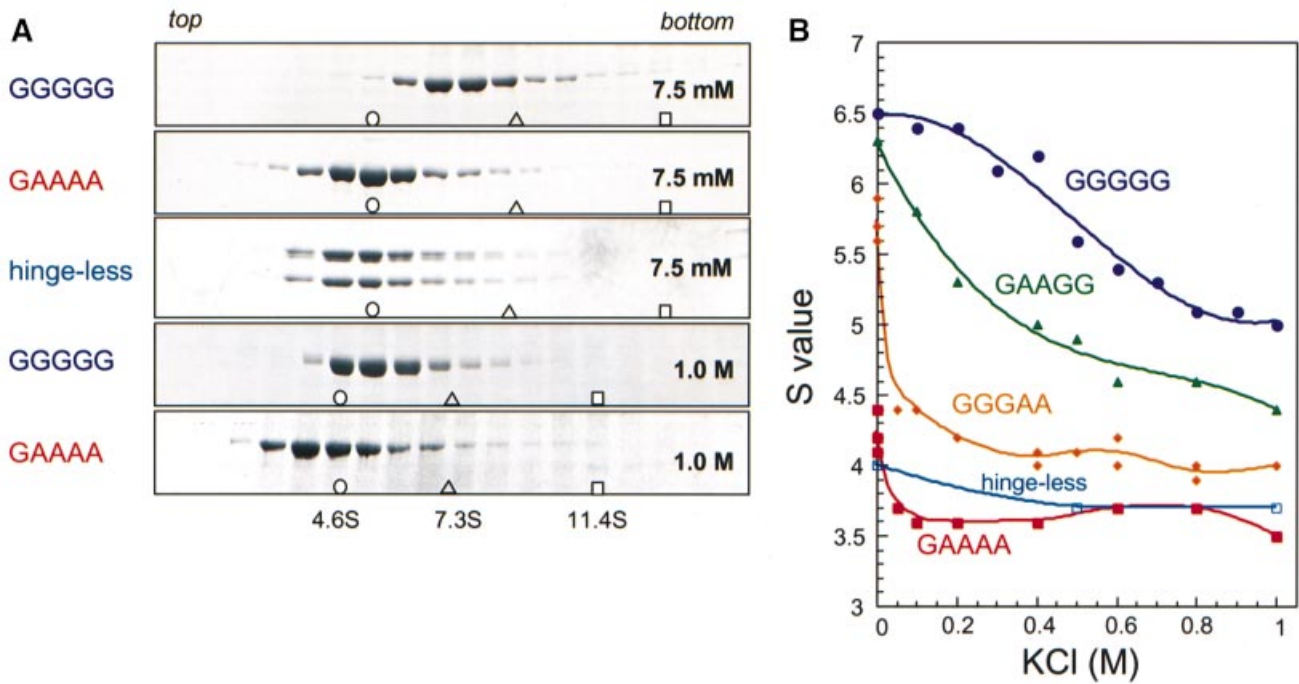 A
top
bottom
GGGGG
7.5 mM
GAAAA
7.5 mM
hinge-less
7.5 mM
GGGGG
1.0 M
GAAAA
1.0 M
4.6S 7.3S 11.4S
B
7
6.5
6
5.5
5
4.5
4
3.5
3
S value
GGGGG
GAAGG
GGGAA
hinge-less
GAAAA
0 0.2 0.4 0.6 0.8 1
KCl (M)